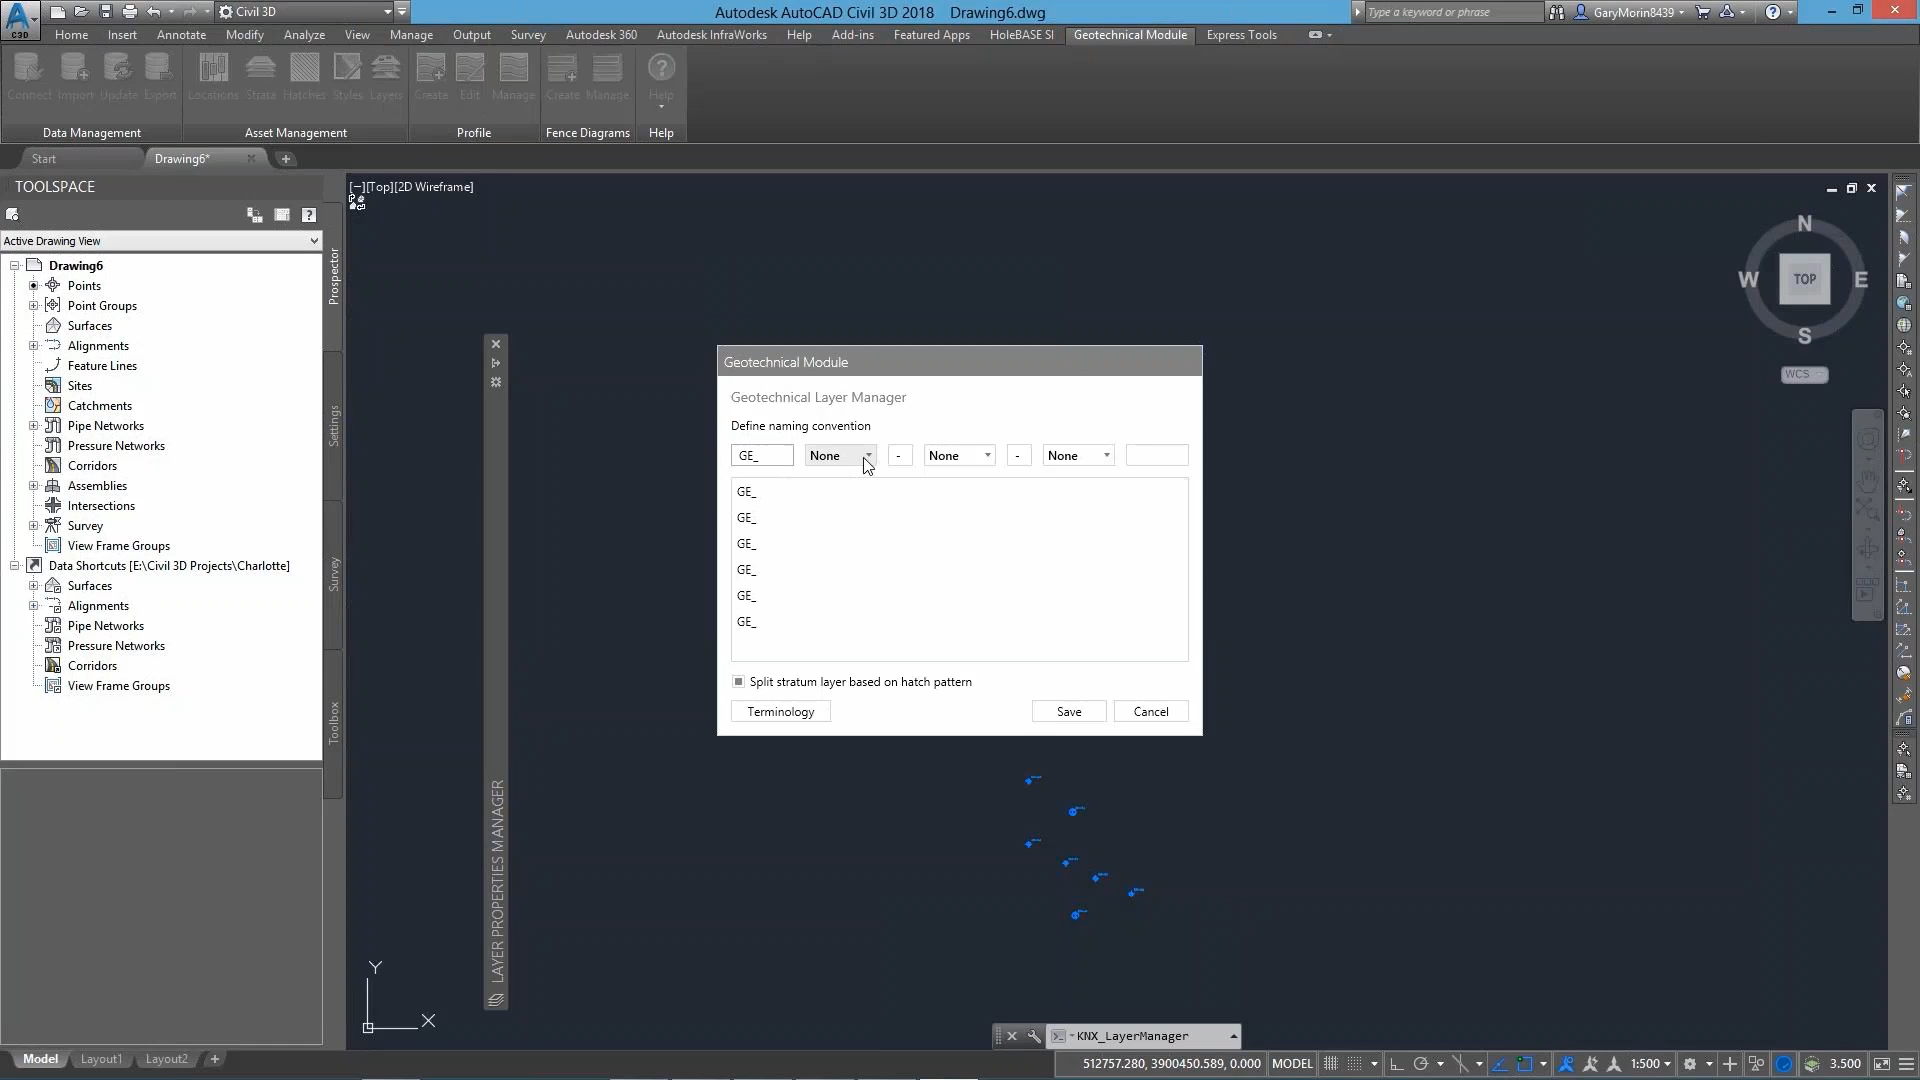 Civil 3D
Autodesk AutoCAD Civil 3D 2018 Drawing6.dwg
Type a keyword or phrase
GaryMorin8439
C3D
Home Insert Annotate Modify Analyze View Manage Output Survey Autodesk 360 Autodesk InfraWorks Help Add-ins Featured Apps HoleBASE SI Geotechnical Module Express Tools
Connect Import Update Export Locations Strata Hatches Styles Layers Create Edit Manage Create Manage Help
Data Management Asset Management Profile Fence Diagrams Help
Start Drawing6*
TOOLSPACE
Active Drawing View
Drawing6
Points
Point Groups
Surfaces
Alignments
Feature Lines
Sites
Catchments
Pipe Networks
Pressure Networks
Corridors
Assemblies
Intersections
Survey
View Frame Groups
Data Shortcuts [E:\Civil 3D Projects\Charlotte]
Surfaces
Alignments
Pipe Networks
Pressure Networks
Corridors
View Frame Groups
Prospector
Settings
Survey
Toolbox
[−][Top][2D Wireframe]
LAYER PROPERTIES MANAGER
Geotechnical Module
Geotechnical Layer Manager
Define naming convention
GE_ None - None - None
GE_
GE_
GE_
GE_
GE_
GE_
Split stratum layer based on hatch pattern
Terminology Save Cancel
N
W TOP E
S
WCS
Y
X
KNX_LayerManager
Model Layout1 Layout2
512757.280, 3900450.589, 0.000 MODEL 1:500 3.500